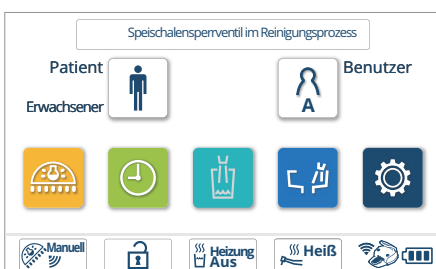 Speischalensperrventil im Reinigungsprozess
Patient
Benutzer
Erwachsener
A
Manuell
Heizung
Aus
Heiß